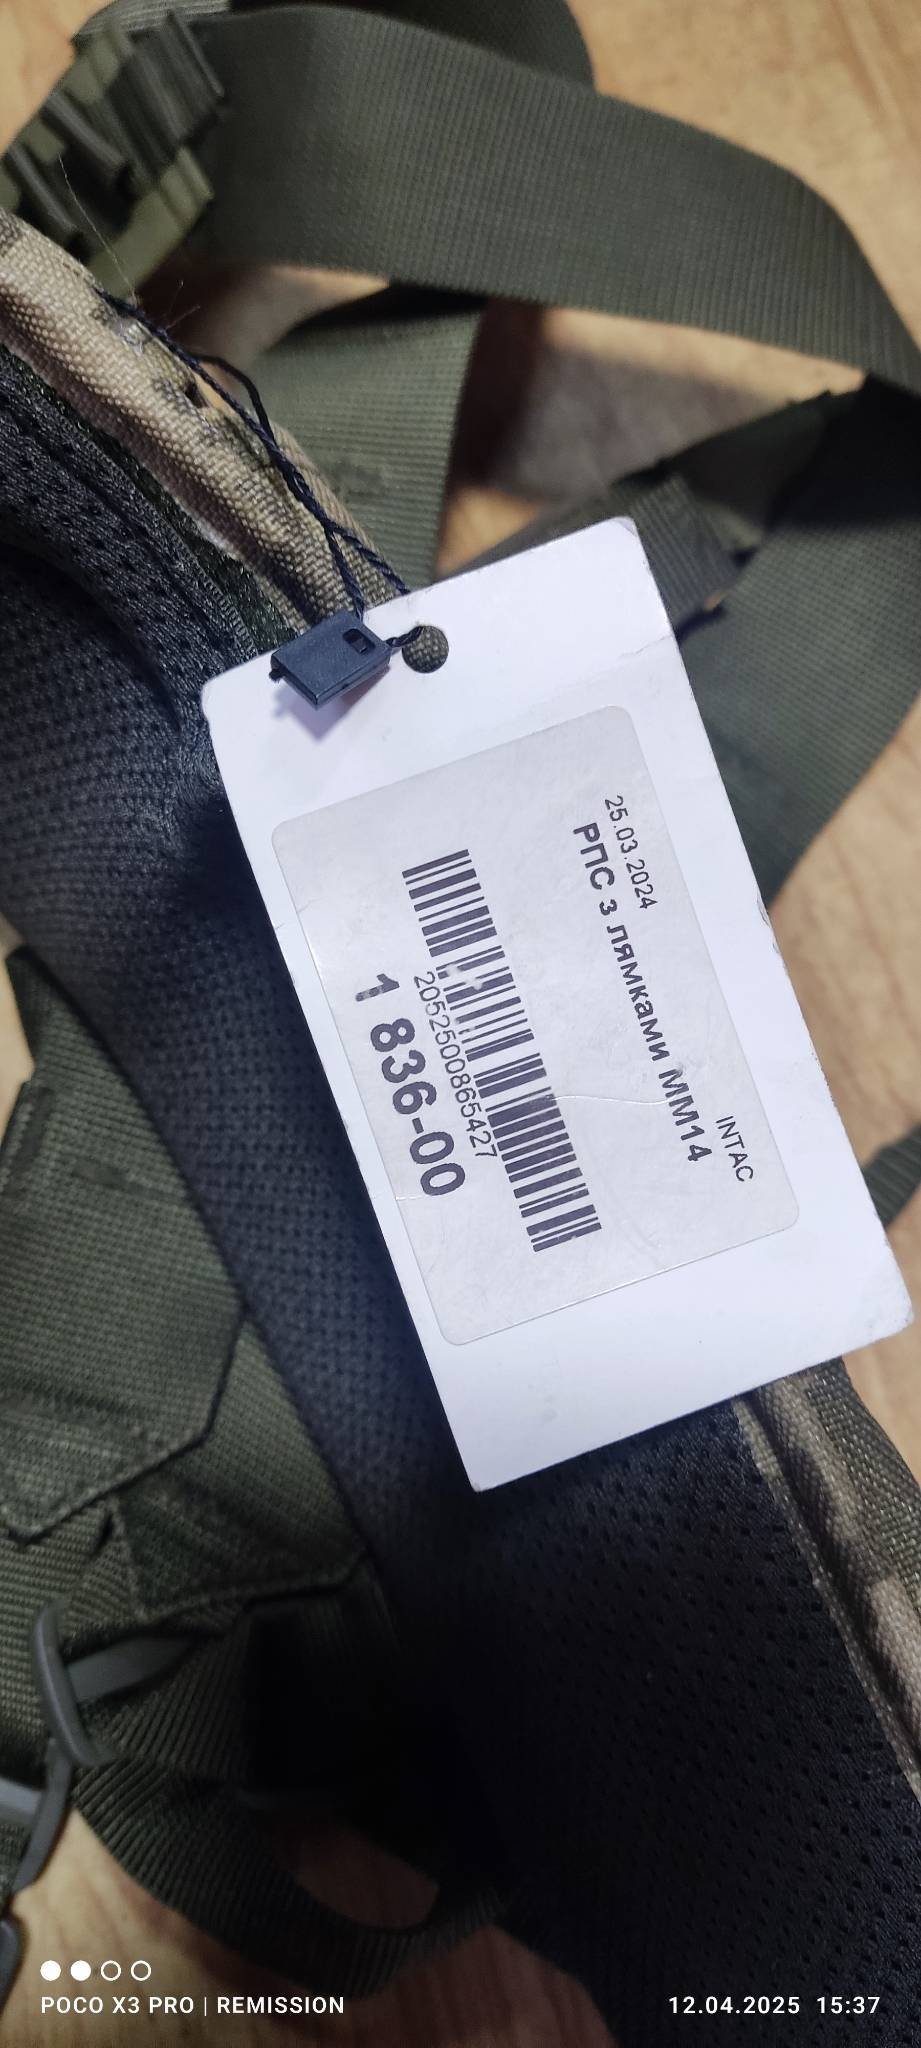 INTAC
25.03.2024
РПС з лямками ММ14
2052500865427
1 836-00
POCO X3 PRO | REMISSION
12.04.2025 15:37